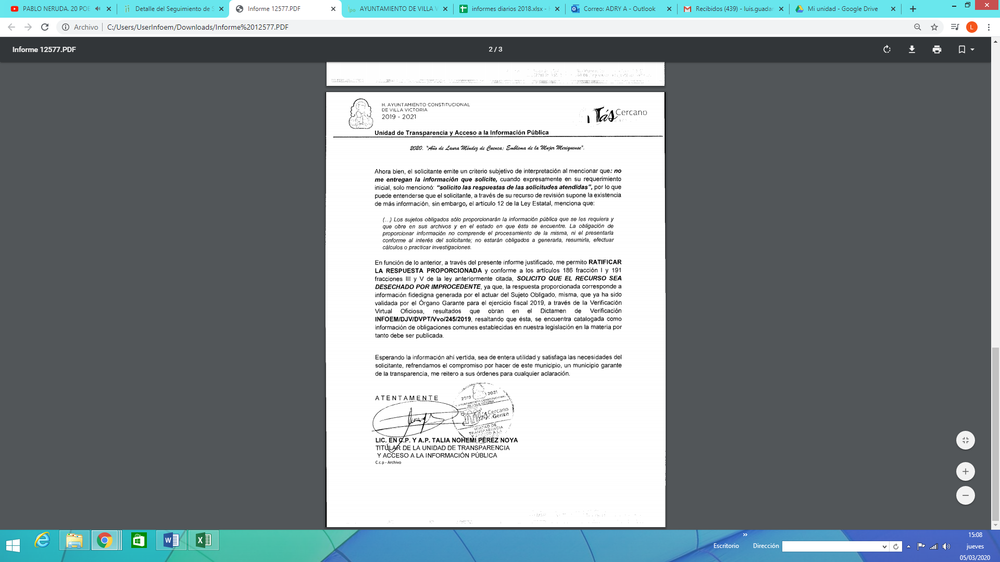 PABLO NERUDA. 20 POE
Detalle del Seguimiento de S
Informe 12577.PDF
AYUNTAMIENTO DE VILLA V
informes diarios 2018.xlsx -
Correo: ADRY A - Outlook
Recibidos (439) - luis.guadar
Mi unidad - Google Drive
Archivo
C:/Users/UserInfoem/Downloads/Informe%2012577.PDF
L
Informe 12577.PDF
2 / 3
H. AYUNTAMIENTO CONSTITUCIONAL
DE VILLA VICTORIA
2019 - 2021
Más Cercano
Unidad de Transparencia y Acceso a la Información Pública
2020. "Año de Laura Méndez de Cuenca; Emblema de la Mujer Mexiquense".
Ahora bien, el solicitante emite un criterio subjetivo de interpretación al mencionar que: no
me entregan la información que solicite, cuando expresamente en su requerimiento
inicial, solo mencionó: “solicito las respuestas de las solicitudes atendidas”, por lo que
puede entenderse que el solicitante, a través de su recurso de revisión supone la existencia
de más información, sin embargo, el artículo 12 de la Ley Estatal, menciona que:
(…) Los sujetos obligados sólo proporcionarán la información pública que se les requiera y
que obre en sus archivos y en el estado en que ésta se encuentre. La obligación de
proporcionar información no comprende el procesamiento de la misma, ni el presentarla
conforme al interés del solicitante; no estarán obligados a generarla, resumirla, efectuar
cálculos o practicar investigaciones.
En función de lo anterior, a través del presente informe justificado, me permito RATIFICAR
LA RESPUESTA PROPORCIONADA y conforme a los artículos 186 fracción I y 191
fracciones III y V de la ley anteriormente citada, SOLICITO QUE EL RECURSO SEA
DESECHADO POR IMPROCEDENTE, ya que, la respuesta proporcionada corresponde a
información fidedigna generada por el actuar del Sujeto Obligado, misma, que ya ha sido
validada por el Órgano Garante para el ejercicio fiscal 2019, a través de la Verificación
Virtual Oficiosa, resultados que obran en el Dictamen de Verificación
INFOEM/DJV/DVPT/Vvo/245/2019, resaltando que ésta, se encuentra catalogada como
información de obligaciones comunes establecidas en nuestra legislación en la materia por
tanto debe ser publicada.
Esperando la información ahí vertida, sea de entera utilidad y satisfaga las necesidades del
solicitante, refrendamos el compromiso por hacer de este municipio, un municipio garante
de la transparencia, me reitero a sus órdenes para cualquier aclaración.
ATENTAMENTE
2019 2021
AYUNTAMIENTO CONSTITUCIONAL
DE VILLA VICTORIA
Más Cercano
Gente
UNIDAD DE
TRANSPARENCIA
Y ACCESO A LA
LIC. EN C.P. Y A.P. TALIA NOHEMI PÉREZ NOYA
TITULAR DE LA UNIDAD DE TRANSPARENCIA
Y ACCESO A LA INFORMACIÓN PÚBLICA
C.c.p - Archivo
Escritorio
Dirección
15:08
jueves
05/03/2020